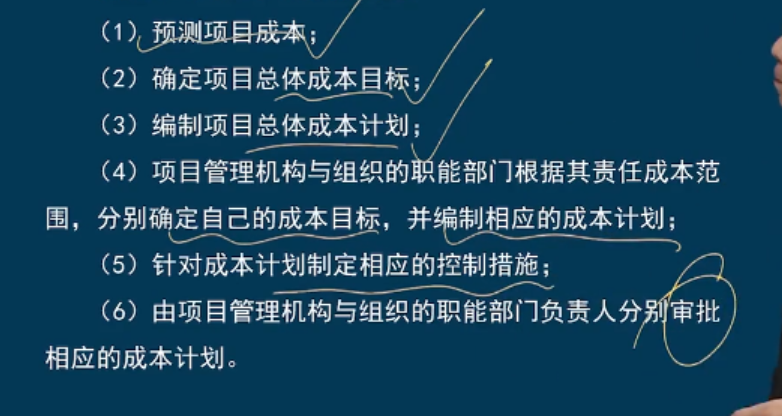 （1）预测项目成本；
（2）确定项目总体成本目标；
（3）编制项目总体成本计划；
（4）项目管理机构与组织的职能部门根据其责任成本范
围，分别确定自己的成本目标，并编制相应的成本计划；
（5）针对成本计划制定相应的控制措施；
（6）由项目管理机构与组织的职能部门负责人分别审批
相应的成本计划。